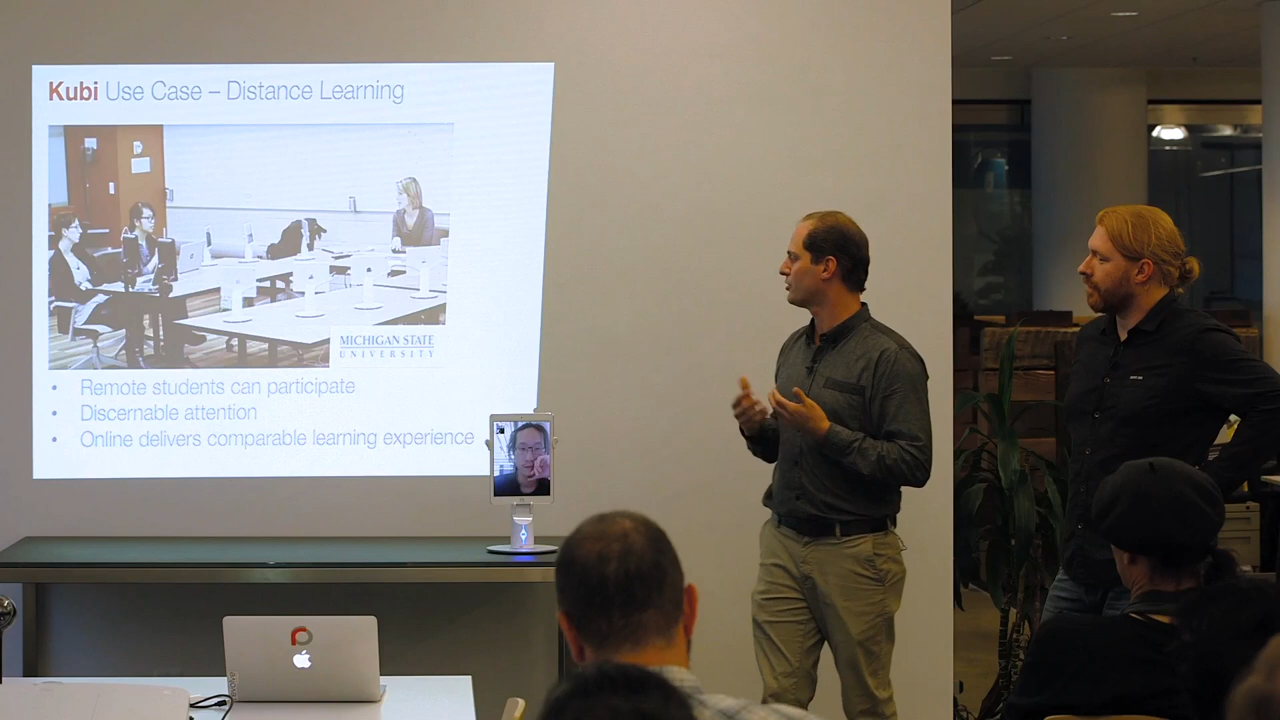 Kubi Use Case – Distance Learning
MICHIGAN STATE
UNIVERSITY
• Remote students can participate
• Discernable attention
• Online delivers comparable learning experience